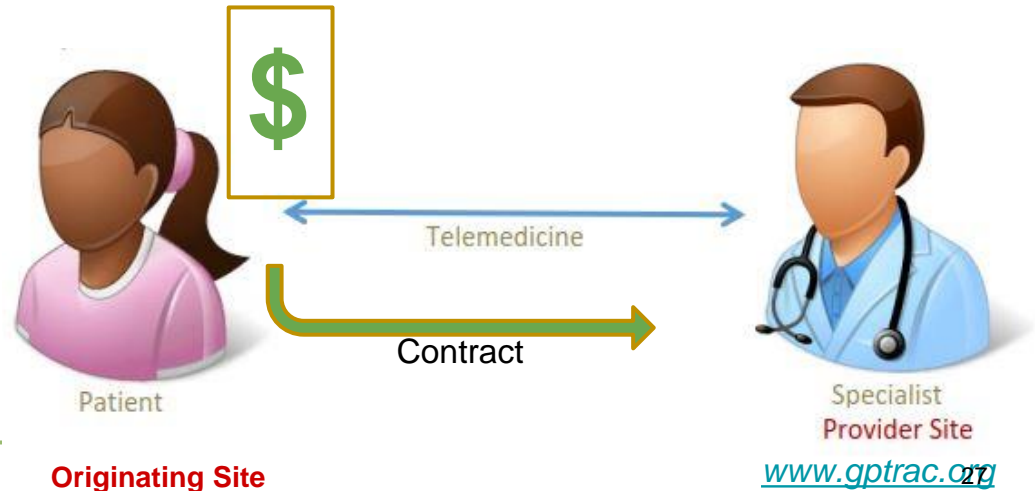 $
Telemedicine
Contract
Patient
Specialist
Provider Site
Originating Site
www.gptrac.org
27